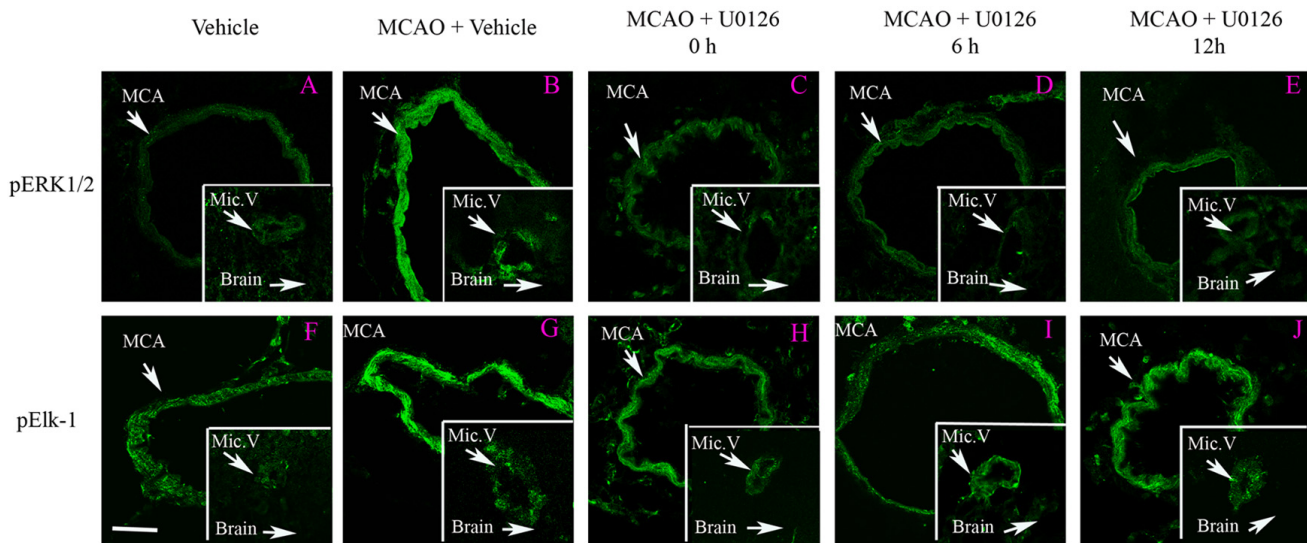 Vehicle
MCAO + Vehicle
MCAO + U0126
0 h
MCAO + U0126
6 h
MCAO + U0126
12h
pERK1/2
A
MCA
Mic.V
Brain
B
MCA
Mic.V
Brain
C
MCA
Mic.V
Brain
D
MCA
Mic.V
Brain
E
MCA
Mic.V
Brain
pElk-1
F
MCA
Mic.V
Brain
G
MCA
Mic.V
Brain
H
MCA
Mic.V
Brain
I
MCA
Mic.V
Brain
J
MCA
Mic.V
Brain